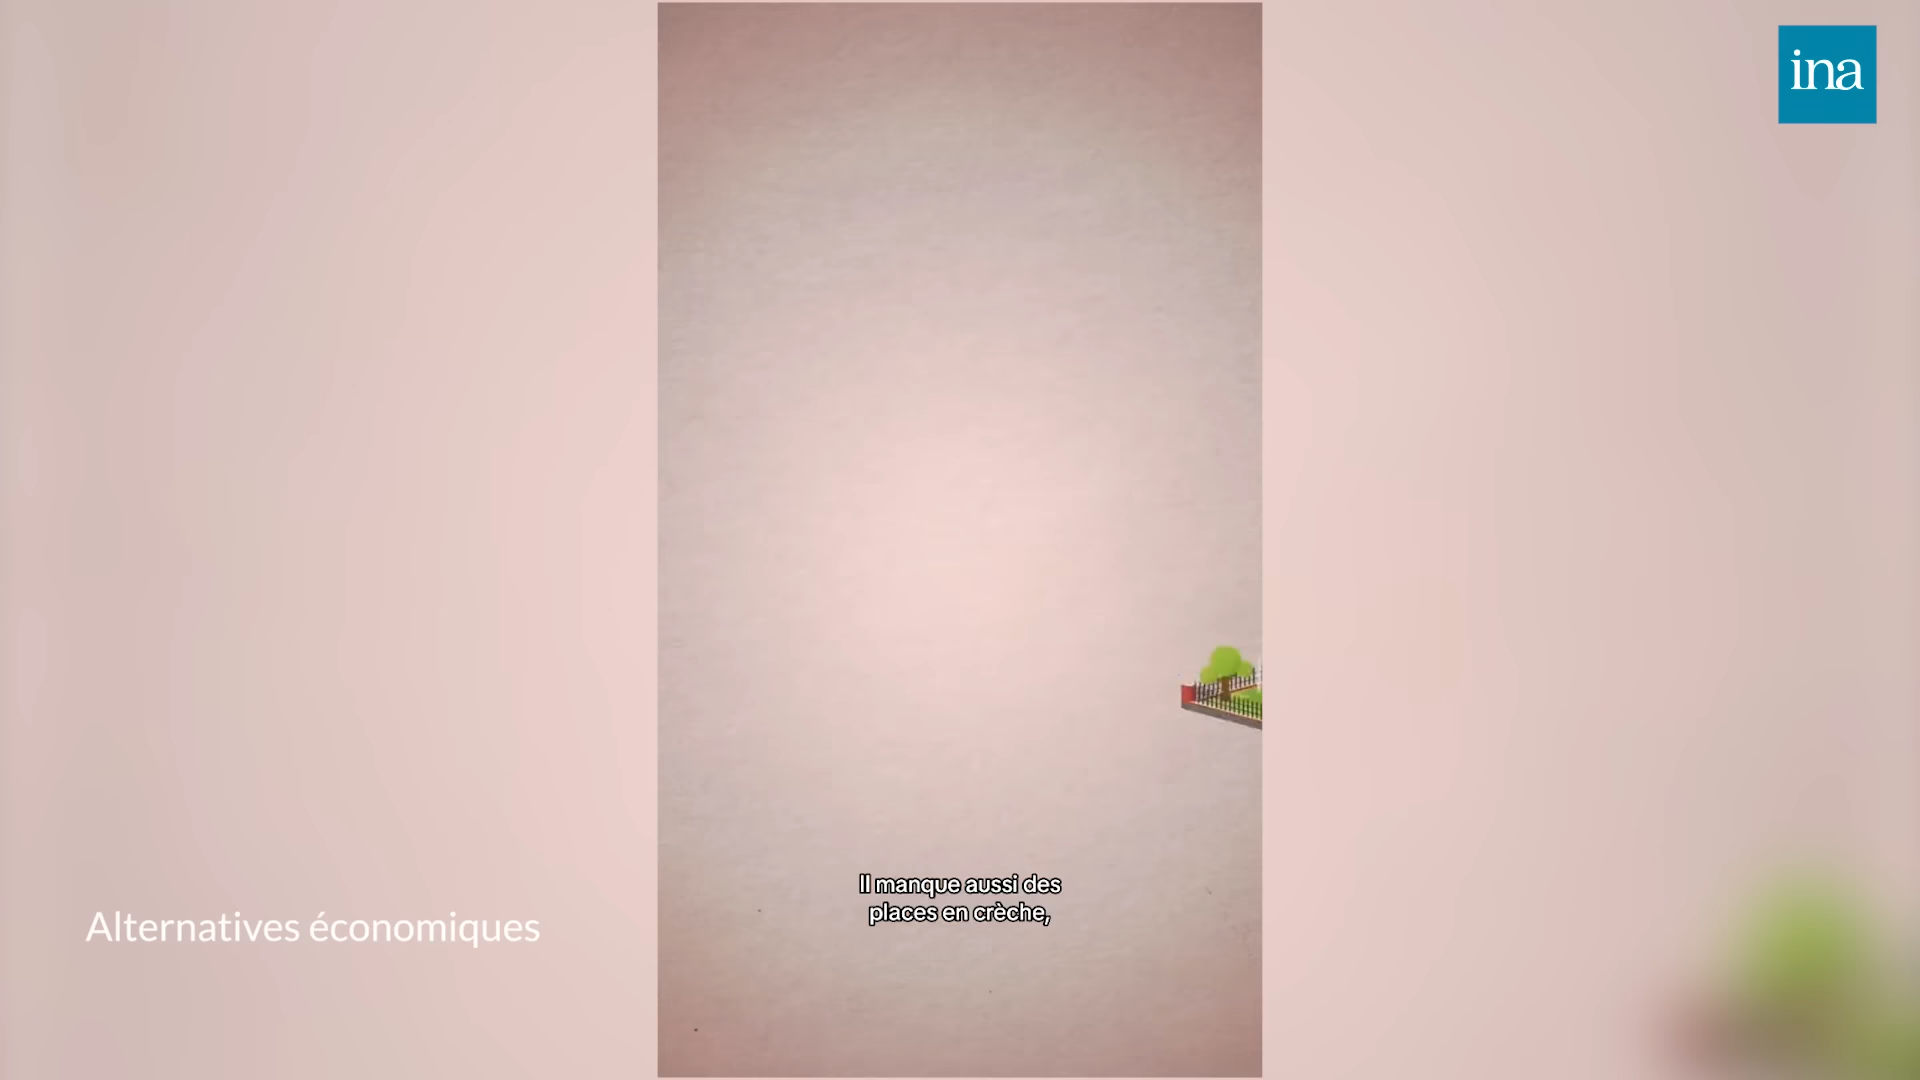 ina
Il manque aussi des
places en crèche,
Alternatives économiques